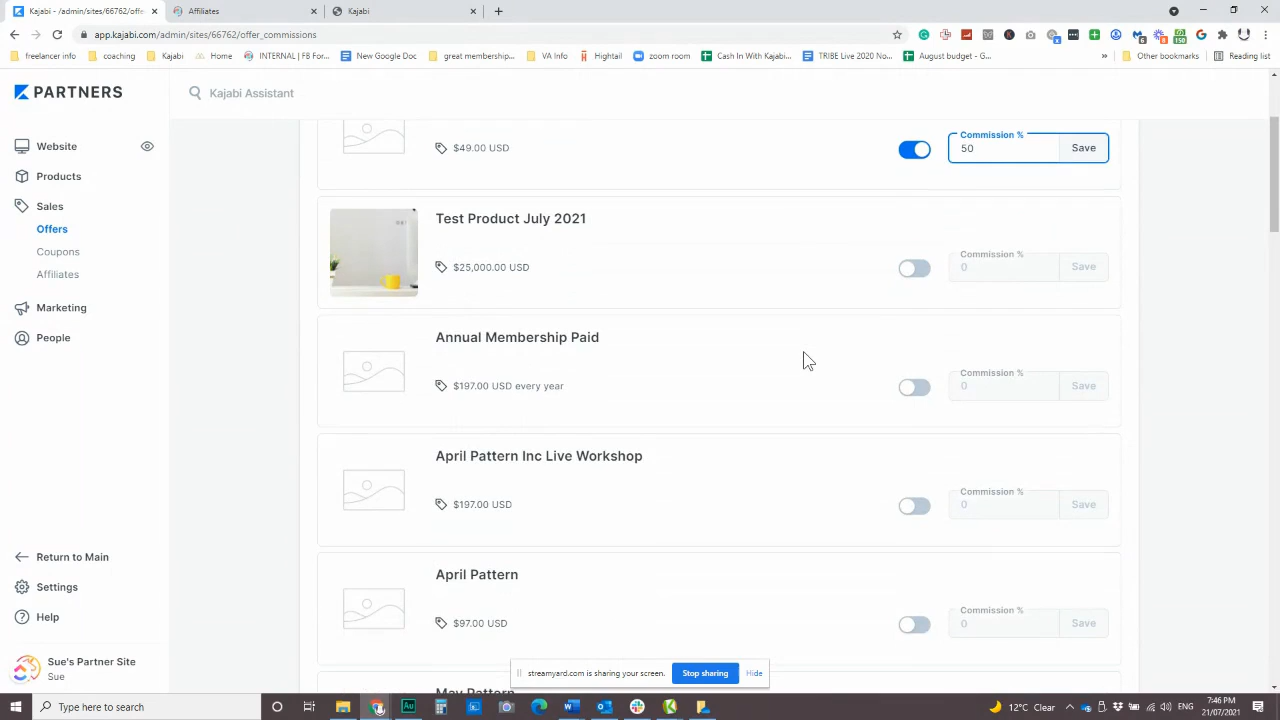 Kajabi - /admin/sites/66762/offer
Affiliates
Kajabi
app.kajabi.com/admin/sites/66762/offer_commissions
freelancer info
coaching
Kajabi
Home
INTERNAL | FB For...
New Google Doc
great membership...
VA Info
Hightail
zoom room
Cash In With Kajabi...
TRIBE Live 2020 No...
August budget - G...
»
Other bookmarks
Reading list
PARTNERS
Kajabi Assistant
Website
Products
Sales
Offers
Coupons
Affiliates
Marketing
People
Return to Main
Settings
Help
Sue's Partner Site
Sue
$49.00 USD
Commission %
50
Save
Test Product July 2021
$25,000.00 USD
Commission %
0
Save
Annual Membership Paid
$197.00 USD every year
Commission %
0
Save
April Pattern Inc Live Workshop
$197.00 USD
Commission %
0
Save
April Pattern
$97.00 USD
Commission %
0
Save
May Pattern
streamyard.com is sharing your screen.
Stop sharing
Hide
Type here to search
12°C Clear
7:46 PM
21/07/2021